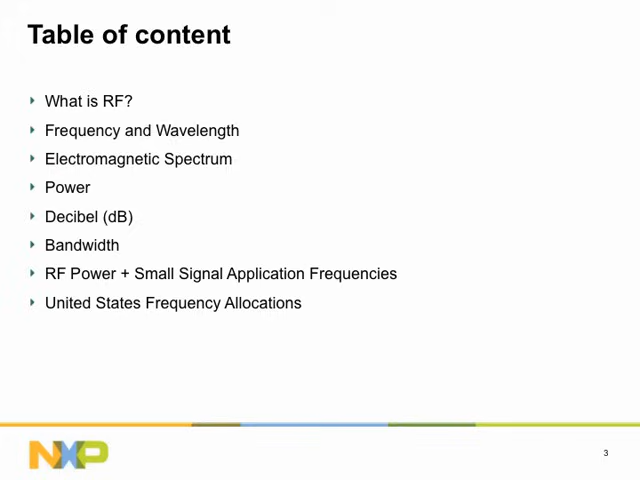 Table of content
What is RF?
Frequency and Wavelength
Electromagnetic Spectrum
Power
Decibel (dB)
Bandwidth
RF Power + Small Signal Application Frequencies
United States Frequency Allocations
NXP
3